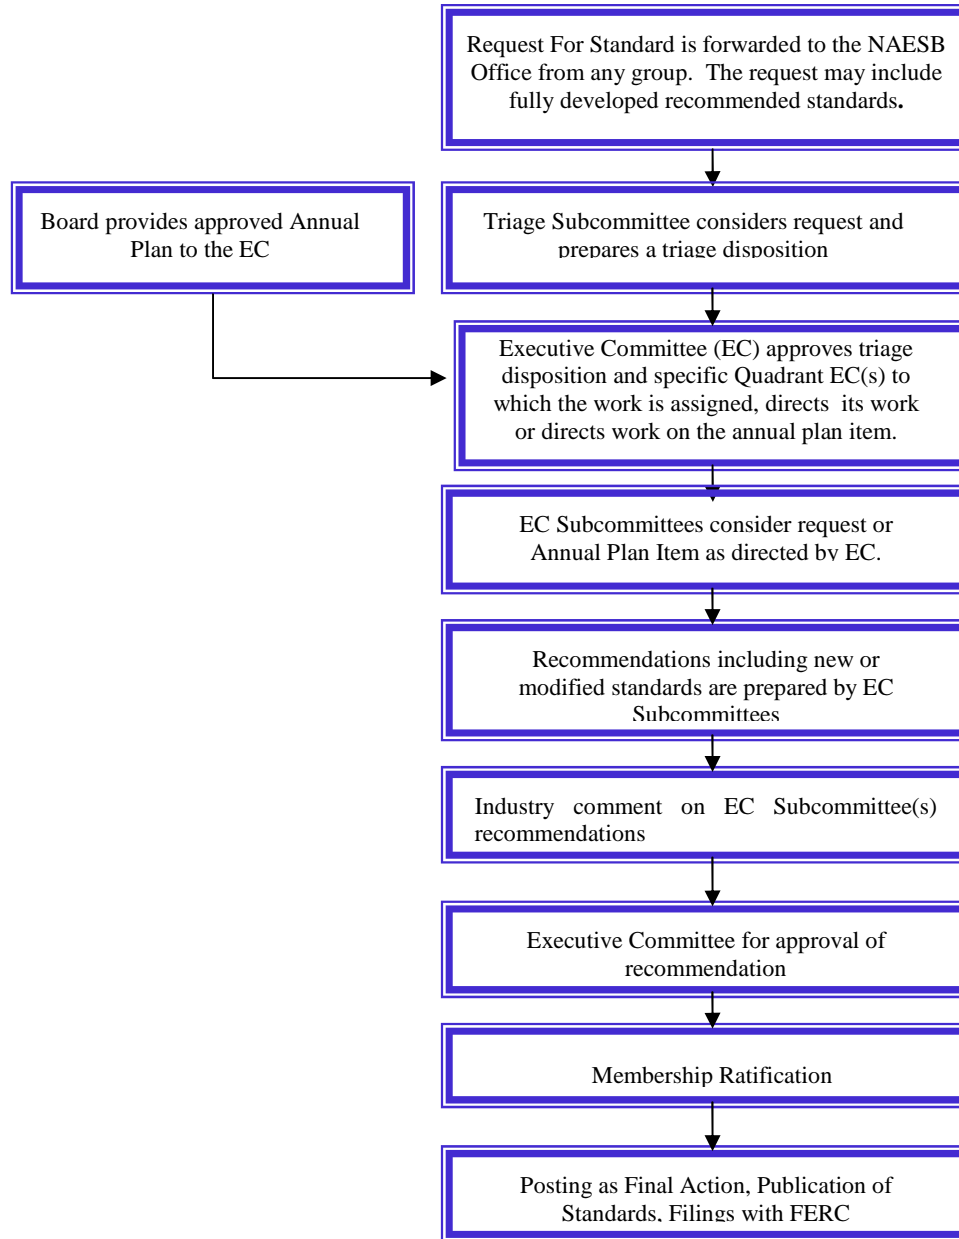 Request For Standard is forwarded to the NAESB
Office from any group. The request may include
fully developed recommended standards.
Board provides approved Annual
Plan to the EC
Triage Subcommittee considers request and
prepares a triage disposition
Executive Committee (EC) approves triage
disposition and specific Quadrant EC(s) to
which the work is assigned, directs its work
or directs work on the annual plan item.
EC Subcommittees consider request or
Annual Plan Item as directed by EC.
Recommendations including new or
modified standards are prepared by EC
Subcommittees
Industry comment on EC Subcommittee(s)
recommendations
Executive Committee for approval of
recommendation
Membership Ratification
Posting as Final Action, Publication of
Standards, Filings with FERC